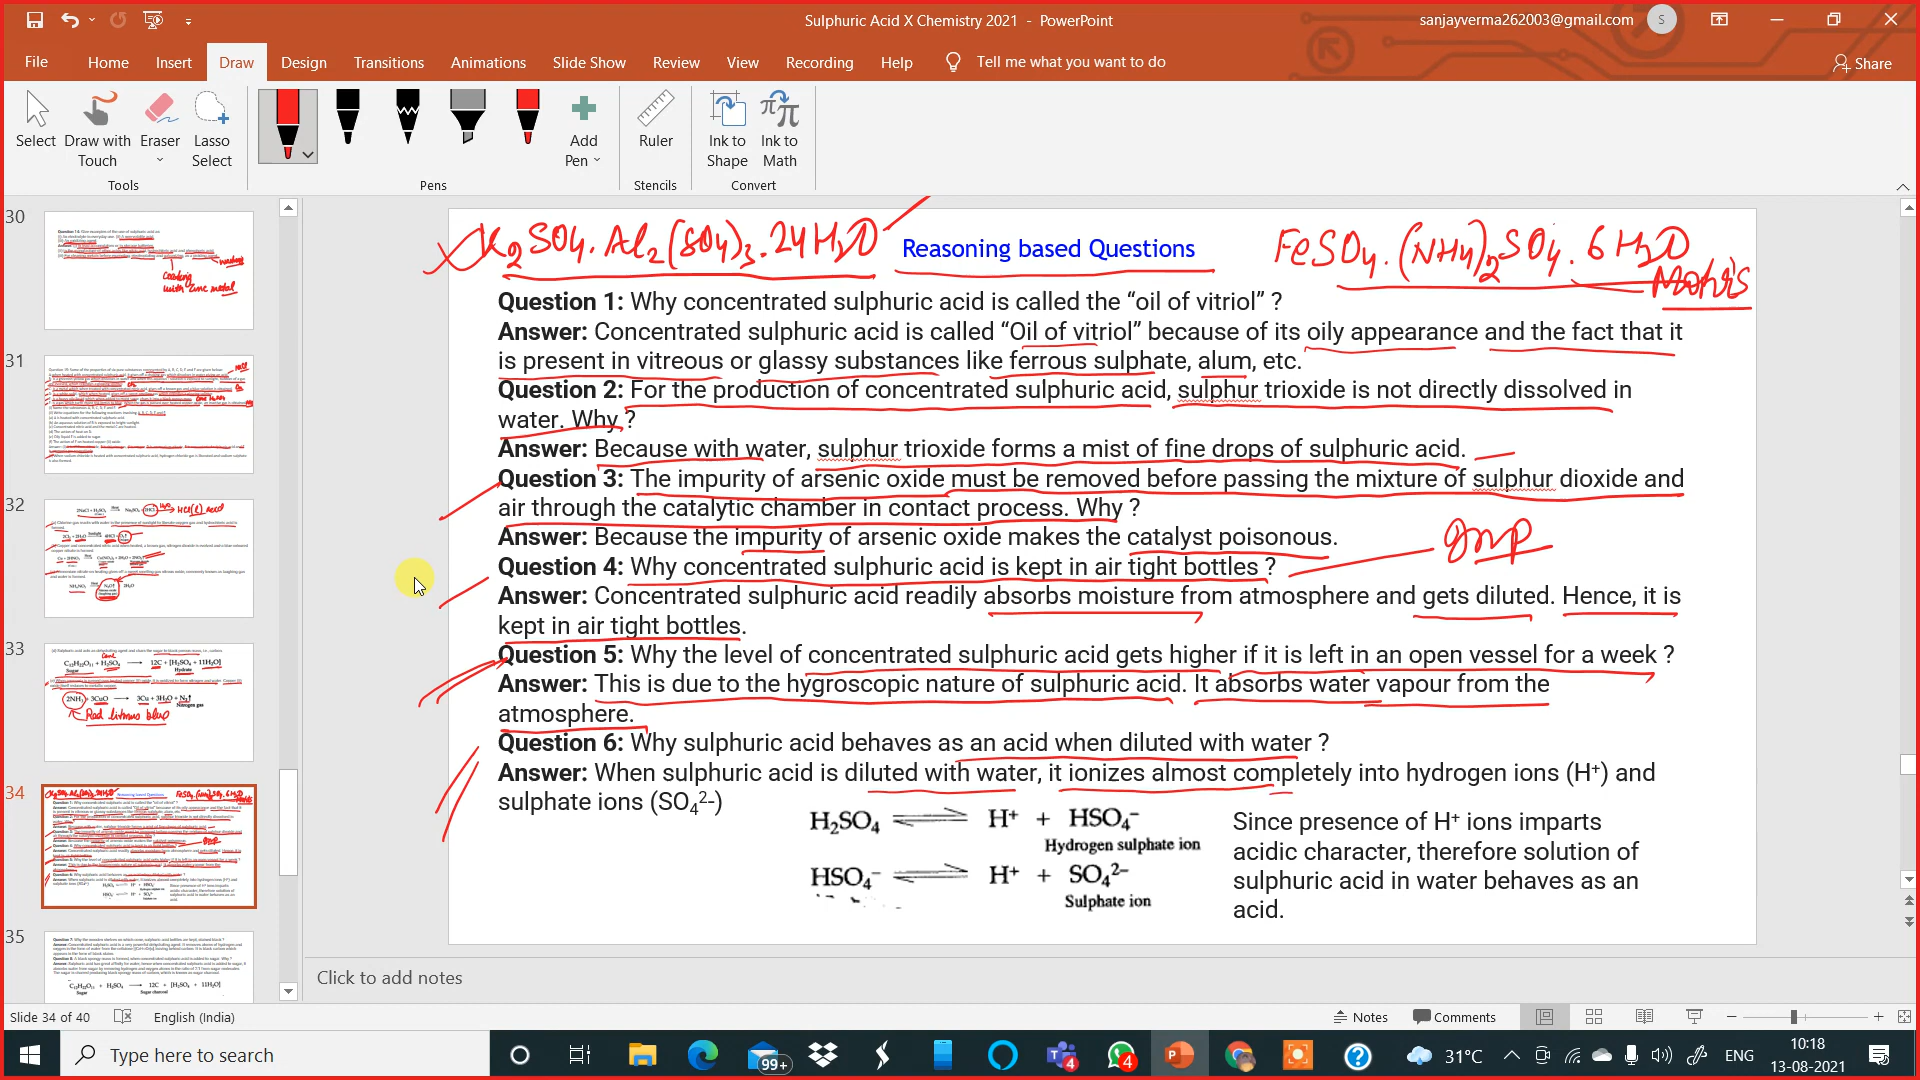 Sulphuric Acid X Chemistry 2021 - PowerPoint
sanjayverma262003@gmail.com
S
File
Home
Insert
Draw
Design
Transitions
Animations
Slide Show
Review
View
Recording
Help
Tell me what you want to do
Share
Select
Draw with
Touch
Eraser
Lasso
Select
Add
Pen
Ruler
Ink to
Shape
Ink to
Math
Tools
Pens
Stencils
Convert
30
31
32
33
34
35
K2SO4.Al2(SO4)3.24H2O
Reasoning based Questions
FeSO4.(NH4)2SO4.6H2O
Mohr's
Question 1: Why concentrated sulphuric acid is called the “oil of vitriol” ?
Answer: Concentrated sulphuric acid is called “Oil of vitriol” because of its oily appearance and the fact that it
is present in vitreous or glassy substances like ferrous sulphate, alum, etc.
Question 2: For the production of concentrated sulphuric acid, sulphur trioxide is not directly dissolved in
water. Why ?
Answer: Because with water, sulphur trioxide forms a mist of fine drops of sulphuric acid.
Question 3: The impurity of arsenic oxide must be removed before passing the mixture of sulphur dioxide and
air through the catalytic chamber in contact process. Why ?
Answer: Because the impurity of arsenic oxide makes the catalyst poisonous.
Imp
Question 4: Why concentrated sulphuric acid is kept in air tight bottles ?
Answer: Concentrated sulphuric acid readily absorbs moisture from atmosphere and gets diluted. Hence, it is
kept in air tight bottles.
Question 5: Why the level of concentrated sulphuric acid gets higher if it is left in an open vessel for a week ?
Answer: This is due to the hygroscopic nature of sulphuric acid. It absorbs water vapour from the
atmosphere.
Question 6: Why sulphuric acid behaves as an acid when diluted with water ?
Answer: When sulphuric acid is diluted with water, it ionizes almost completely into hydrogen ions (H⁺) and
sulphate ions (SO₄²-)
H₂SO₄ ⇌ H⁺ + HSO₄⁻
Hydrogen sulphate ion
HSO₄⁻ ⇌ H⁺ + SO₄²⁻
Sulphate ion
Since presence of H⁺ ions imparts
acidic character, therefore solution of
sulphuric acid in water behaves as an
acid.
Click to add notes
Slide 34 of 40
English (India)
Notes
Comments
Type here to search
99+
4
4
31°C
ENG
10:18
13-08-2021